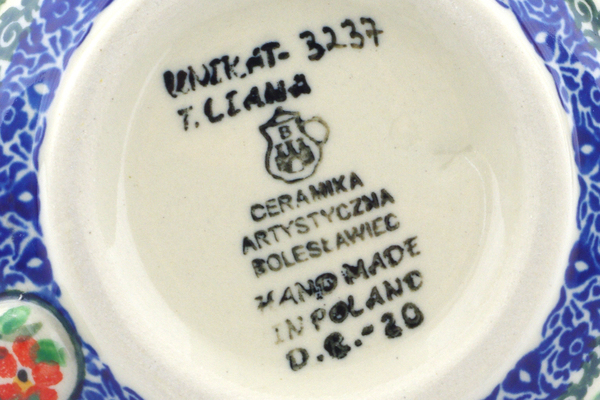 UNIKAT- 3237
T. LIANA
B
CERAMIKA
ARTYSTYCZNA
BOLESŁAWIEC
HAND MADE
IN POLAND
D.B.-20